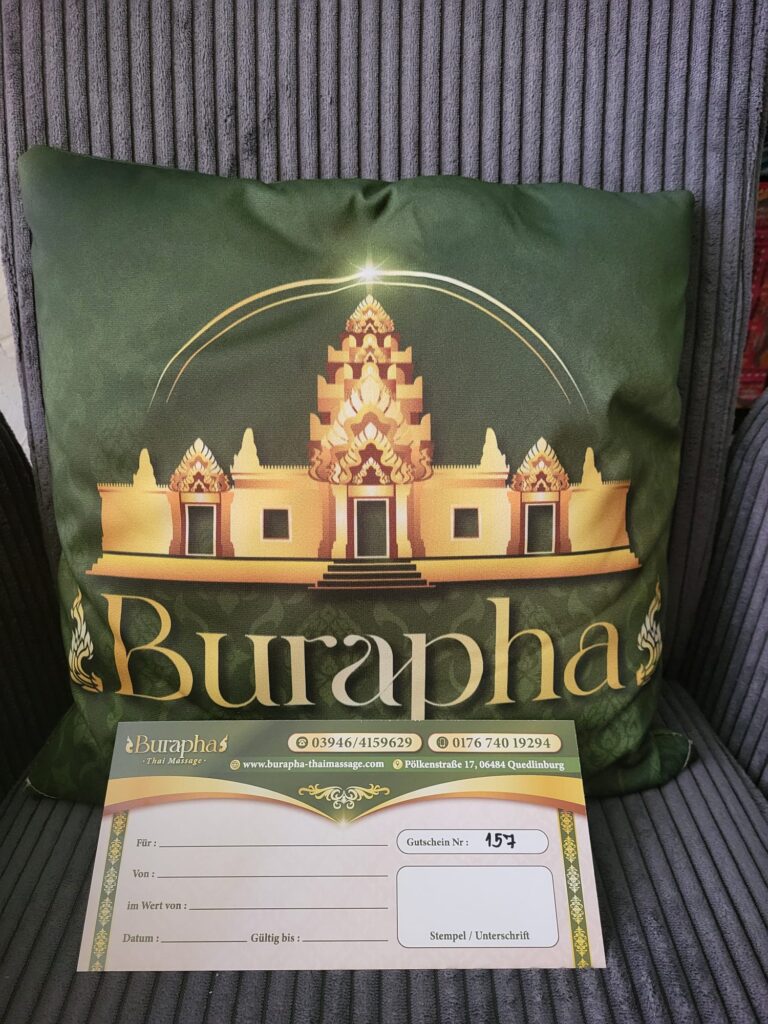 Burapha
Burapha
· Thai Massage ·
03946/4159629
0176 740 19294
www.burapha-thaimassage.com
Pölkenstraße 17, 06484 Quedlinburg
Für :
Gutschein Nr : 157
Von :
im Wert von :
Datum : Gültig bis :
Stempel / Unterschrift